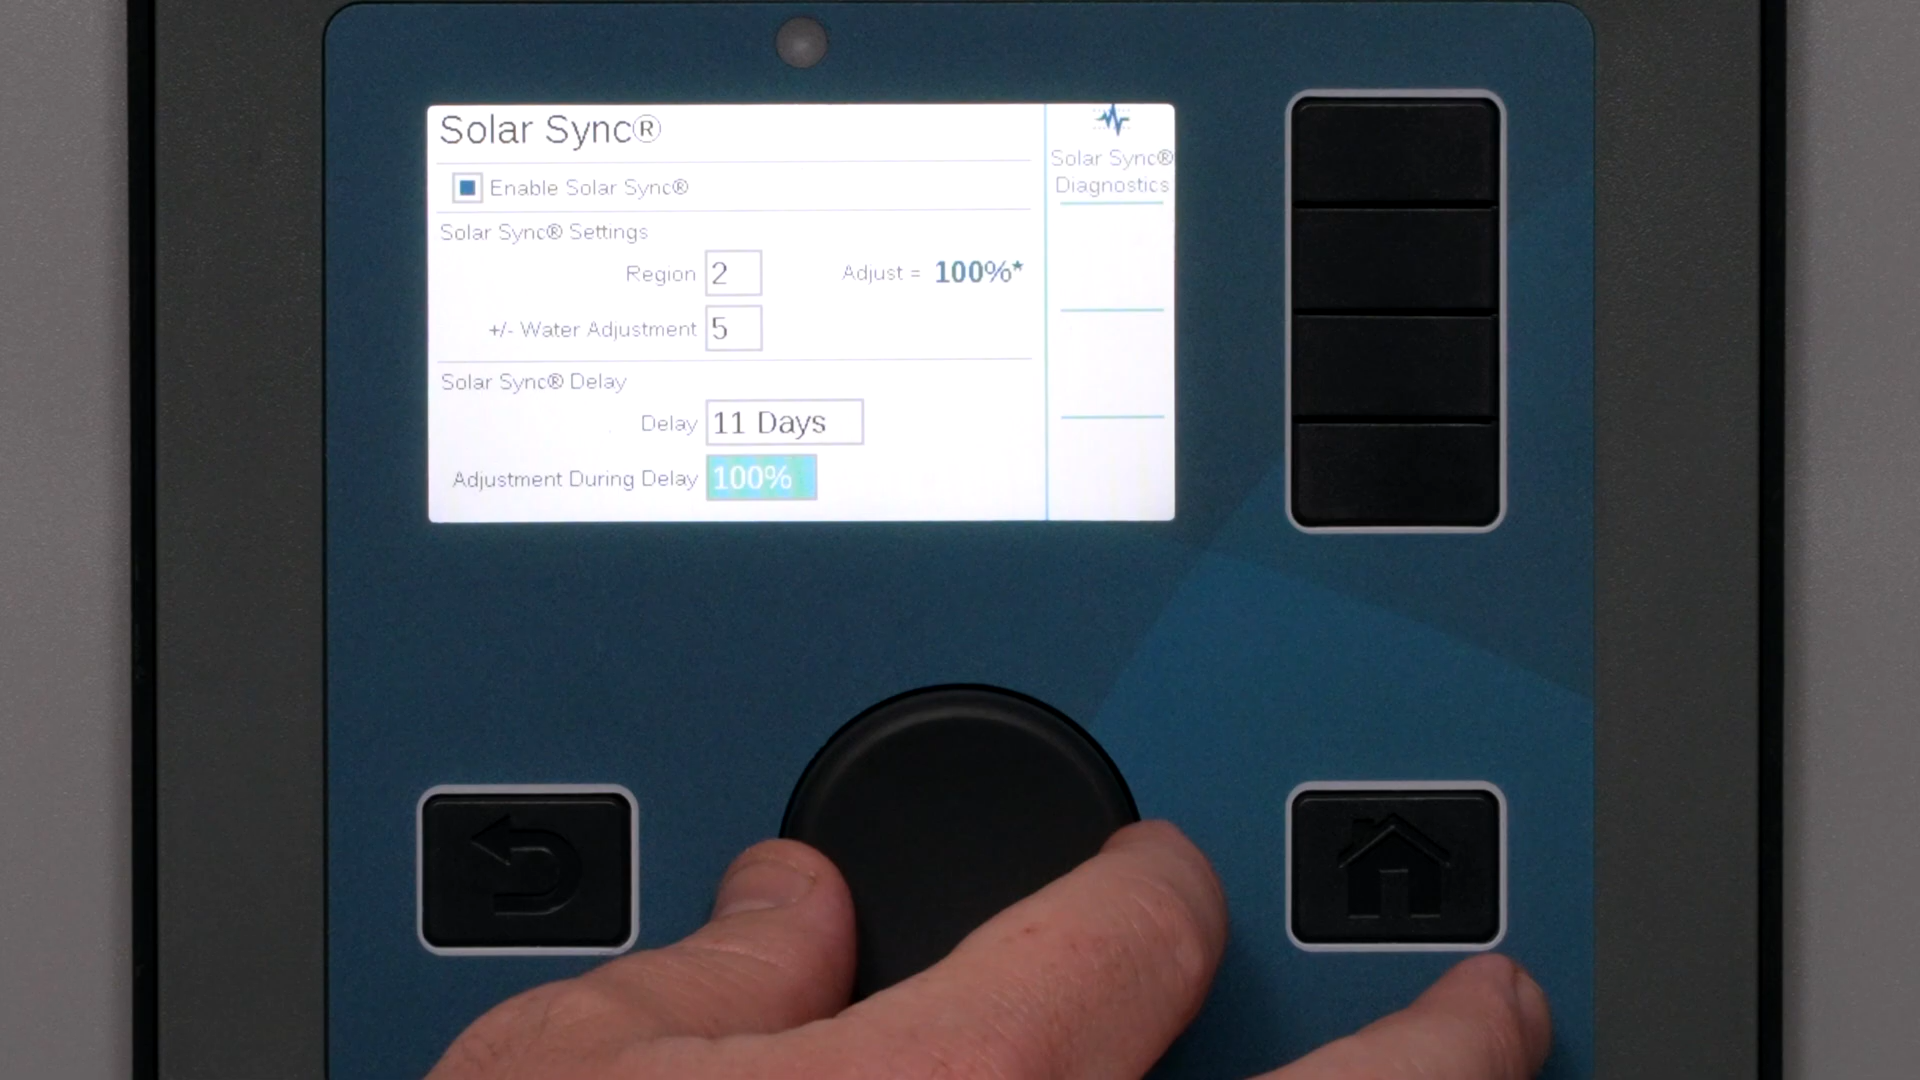 Solar Sync®
Enable Solar Sync®
Solar Sync® Settings
Region 2 Adjust = 100%*
+/- Water Adjustment 5
Solar Sync® Delay
Delay 11 Days
Adjustment During Delay 100%
Solar Sync®
Diagnostics